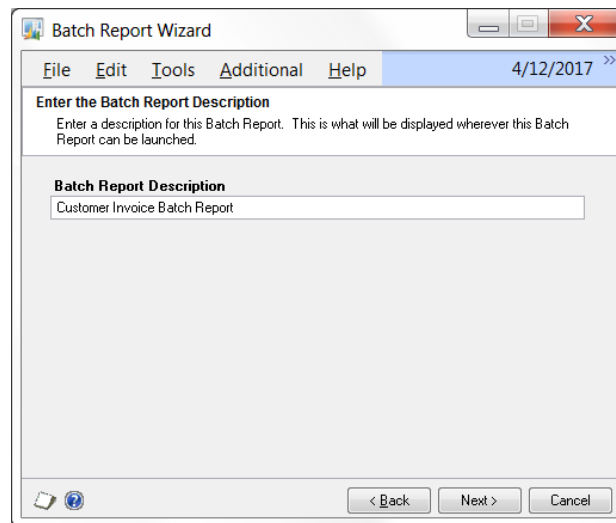 Batch Report Wizard
File Edit Tools Additional Help 4/12/2017 »
Enter the Batch Report Description
Enter a description for this Batch Report. This is what will be displayed wherever this Batch
Report can be launched.
Batch Report Description
Customer Invoice Batch Report
< Back Next > Cancel